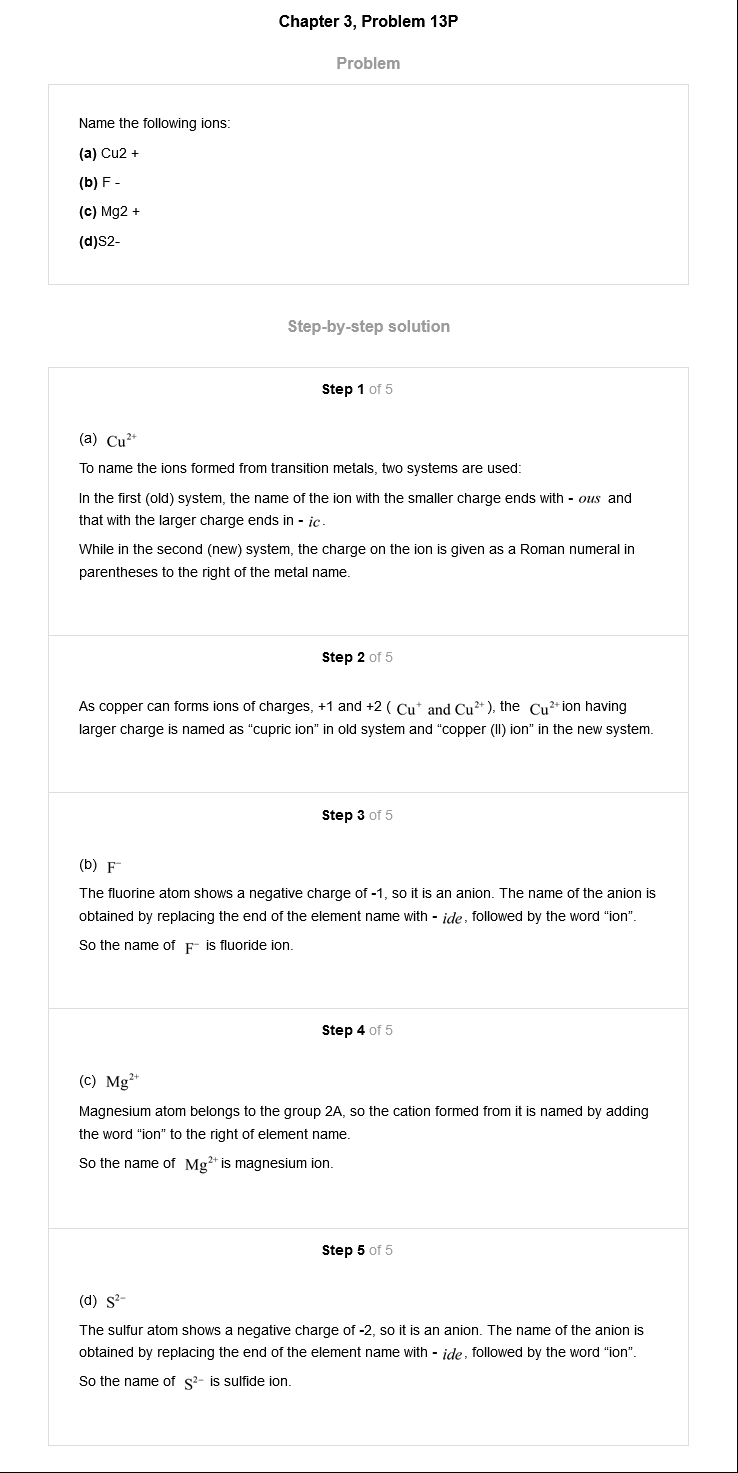 Chapter 3, Problem 13P
Problem
Name the following ions:
(a) Cu2 +
(b) F -
(c) Mg2 +
(d)S2-
Step-by-step solution
Step 1 of 5
(a) Cu²⁺
To name the ions formed from transition metals, two systems are used:
In the first (old) system, the name of the ion with the smaller charge ends with - ous and
that with the larger charge ends in - ic.
While in the second (new) system, the charge on the ion is given as a Roman numeral in
parentheses to the right of the metal name.
Step 2 of 5
As copper can forms ions of charges, +1 and +2 ( Cu⁺ and Cu²⁺ ), the Cu²⁺ ion having
larger charge is named as “cupric ion” in old system and “copper (II) ion” in the new system.
Step 3 of 5
(b) F⁻
The fluorine atom shows a negative charge of -1, so it is an anion. The name of the anion is
obtained by replacing the end of the element name with - ide, followed by the word “ion”.
So the name of F⁻ is fluoride ion.
Step 4 of 5
(c) Mg²⁺
Magnesium atom belongs to the group 2A, so the cation formed from it is named by adding
the word “ion” to the right of element name.
So the name of Mg²⁺ is magnesium ion.
Step 5 of 5
(d) S²⁻
The sulfur atom shows a negative charge of -2, so it is an anion. The name of the anion is
obtained by replacing the end of the element name with - ide, followed by the word “ion”.
So the name of S²⁻ is sulfide ion.